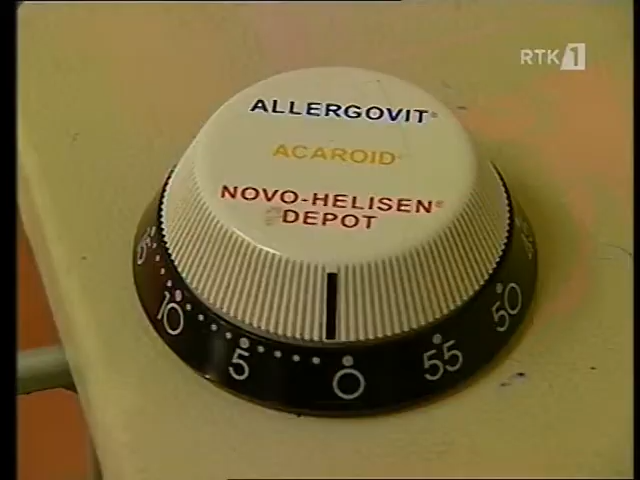 RTK 1
ALLERGOVIT®
ACAROID®
NOVO-HELISEN®
DEPOT
10
5
0
55
50